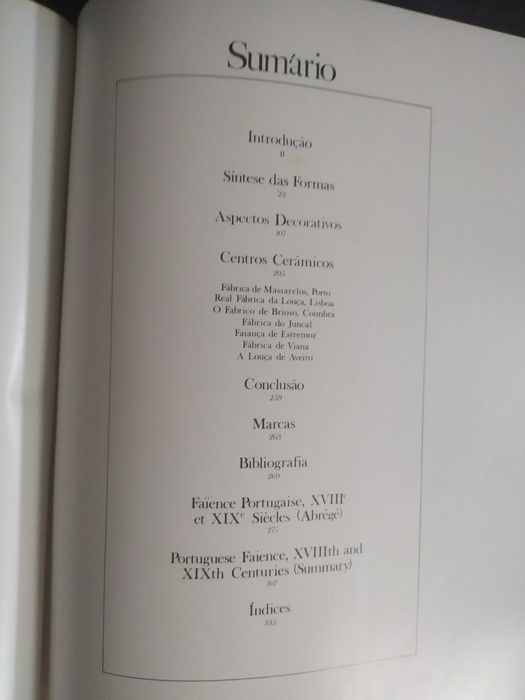 Sumário
Introdução
11
Síntese das Formas
23
Aspectos Decorativos
107
Centros Cerâmicos
205
Fábrica de Massarelos, Porto
Real Fábrica da Louça, Lisboa
O Fabrico de Brioso, Coimbra
Fábrica do Juncal
Faiança de Estremoz
Fábrica de Viana
A Louça de Aveiro
Conclusão
259
Marcas
263
Bibliografia
269
Faïence Portugaise, XVIIIe
et XIXe Siècles (Abrégé)
275
Portuguese Faience, XVIIIth and
XIXth Centuries (Summary)
307
Índices
335